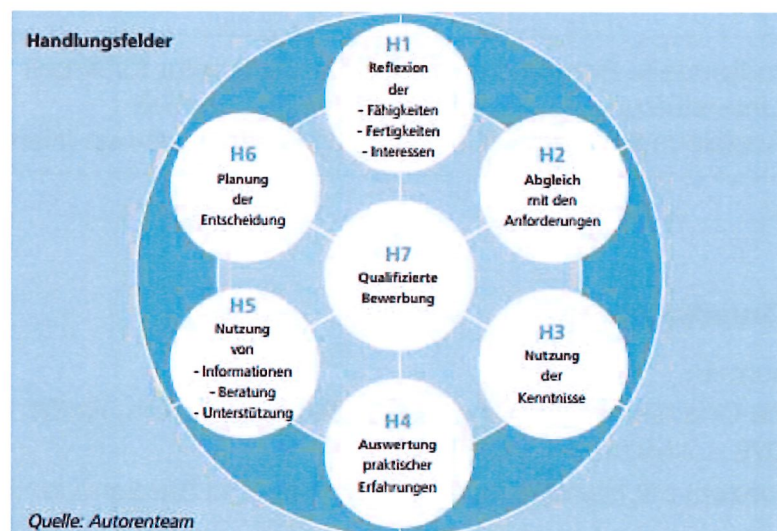 Handlungsfelder
H1
Reflexion
der
- Fähigkeiten
- Fertigkeiten
- Interessen
H2
Abgleich
mit den
Anforderungen
H3
Nutzung
der
Kenntnisse
H4
Auswertung
praktischer
Erfahrungen
H5
Nutzung
von
- Informationen
- Beratung
- Unterstützung
H6
Planung
der
Entscheidung
H7
Qualifizierte
Bewerbung
Quelle: Autorenteam